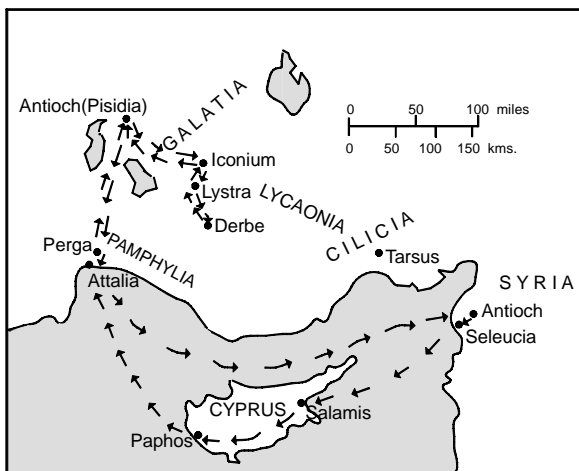 0 50 100 miles
0 50 100 150 kms.
Antioch(Pisidia)
GALATIA
Iconium
Lystra
LYCAONIA
Derbe
CILICIA
Tarsus
Perga
PAMPHYLIA
Attalia
SYRIA
Antioch
Seleucia
CYPRUS
Salamis
Paphos